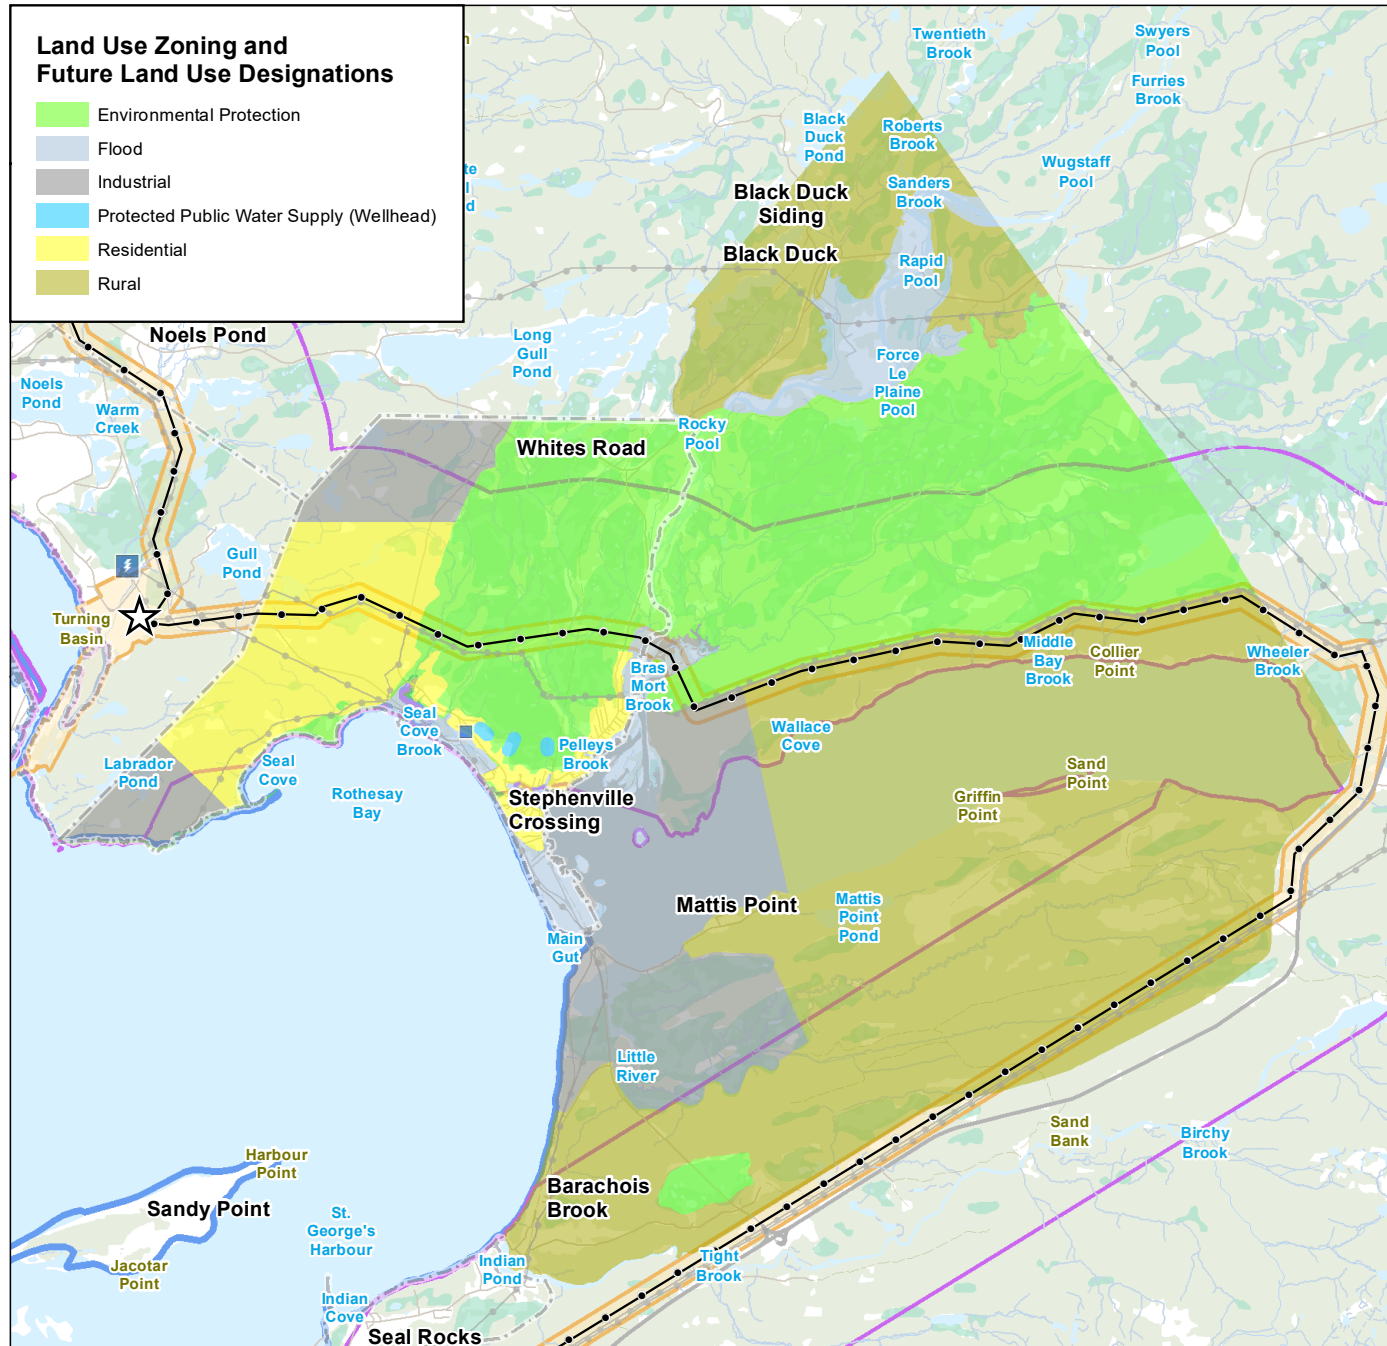 Land Use Zoning and
Future Land Use Designations
Environmental Protection
Flood
Industrial
Protected Public Water Supply (Wellhead)
Residential
Rural
Twentieth
Brook
Swyers
Pool
Furries
Brook
Black
Duck
Pond
Roberts
Brook
Wugstaff
Pool
Sanders
Brook
Black Duck
Siding
Black Duck
Rapid
Pool
Noels Pond
Long
Gull
Pond
Force
Le
Plaine
Pool
Noels
Pond
Warm
Creek
Rocky
Pool
Whites Road
Gull
Pond
Turning
Basin
Bras
Mort
Brook
Middle
Bay
Brook
Collier
Point
Wheeler
Brook
Seal
Cove
Brook
Wallace
Cove
Pelleys
Brook
Labrador
Pond
Seal
Cove
Rothesay
Bay
Sand
Point
Griffin
Point
Stephenville
Crossing
Mattis Point
Mattis
Point
Pond
Main
Gut
Little
River
Sand
Bank
Birchy
Brook
Harbour
Point
Sandy Point
Barachois
Brook
St.
George's
Harbour
Jacotar
Point
Indian
Pond
Tight
Brook
Indian
Cove
Seal Rocks